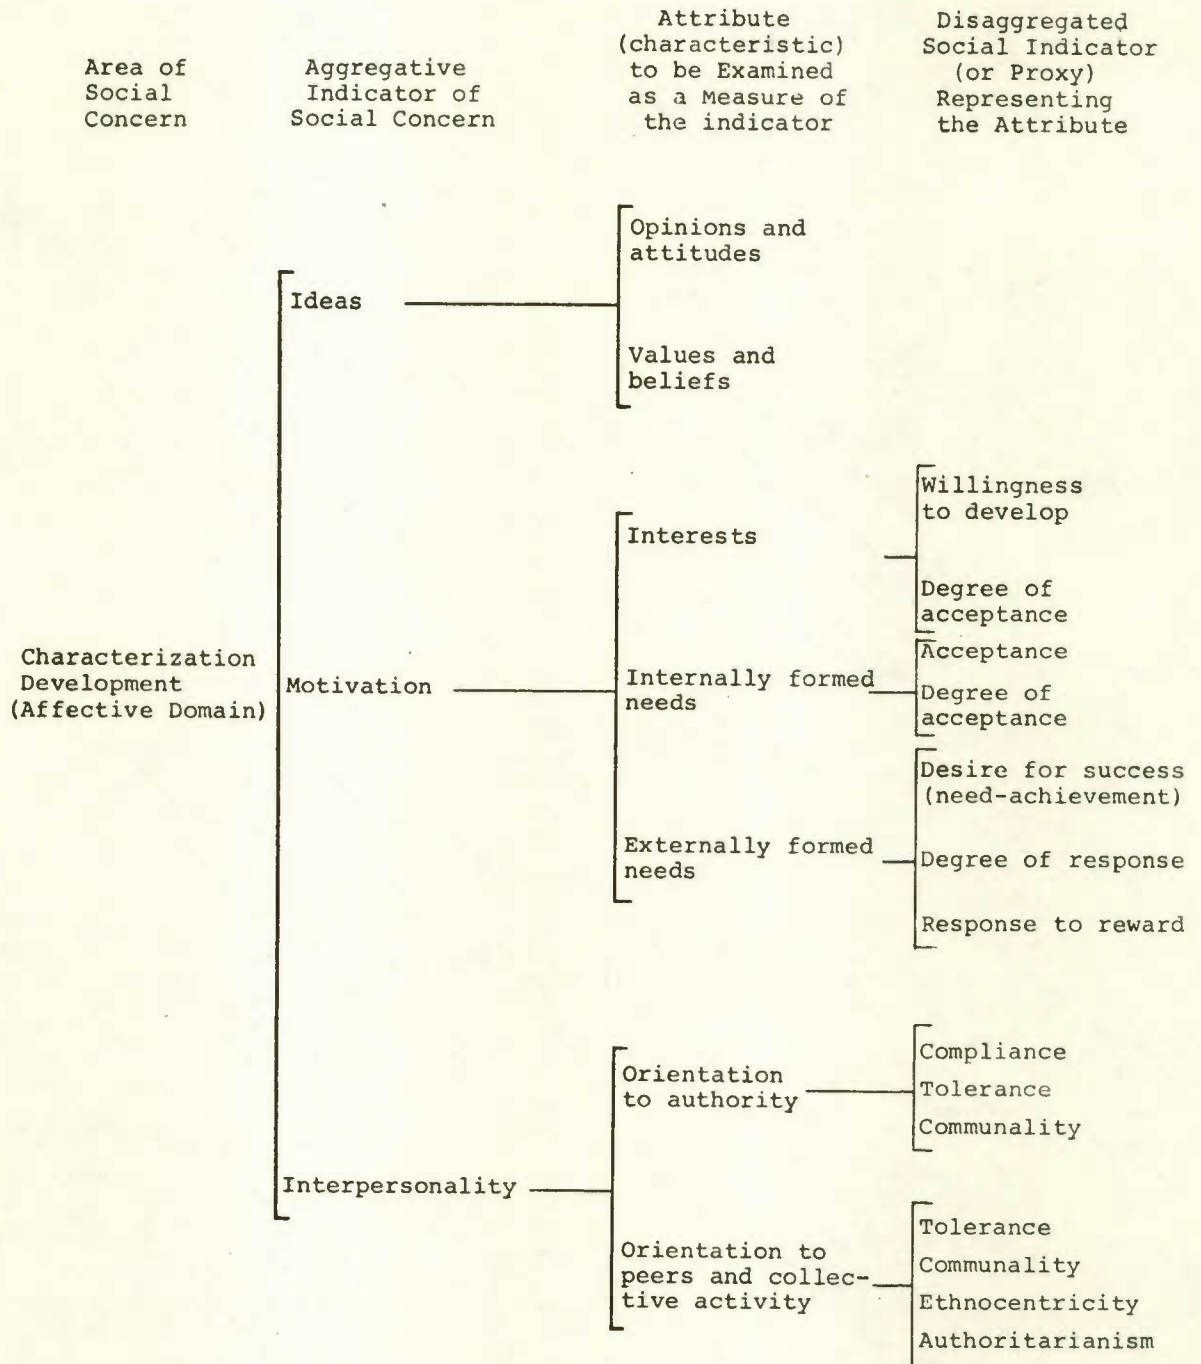 Area of
Social
Concern
Aggregative
Indicator of
Social Concern
Attribute
(characteristic)
to be Examined
as a Measure of
the indicator
Disaggregated
Social Indicator
(or Proxy)
Representing
the Attribute
Characterization
Development
(Affective Domain)
Ideas
Opinions and
attitudes
Values and
beliefs
Motivation
Interests
Willingness
to develop
Degree of
acceptance
Internally formed
needs
Acceptance
Degree of
acceptance
Externally formed
needs
Desire for success
(need-achievement)
Degree of response
Response to reward
Interpersonality
Orientation
to authority
Compliance
Tolerance
Communality
Orientation to
peers and collec-
tive activity
Tolerance
Communality
Ethnocentricity
Authoritarianism